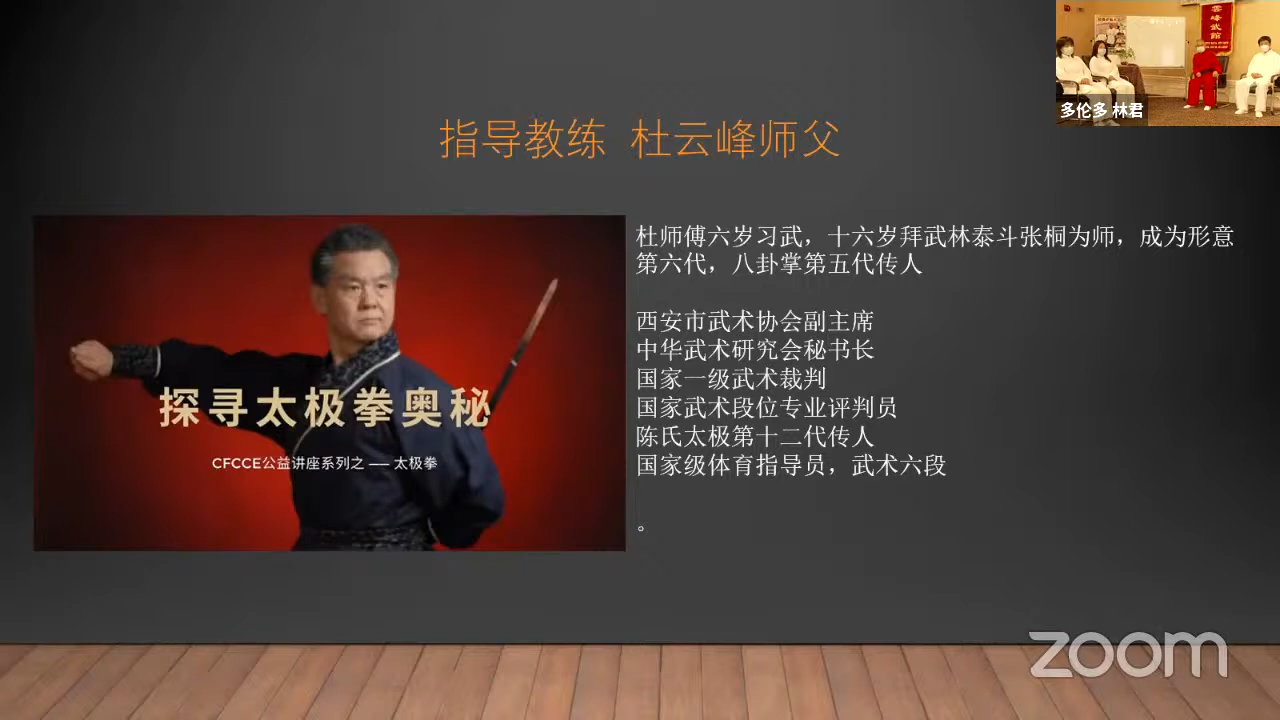 雲峰武館
多伦多 林君
指导教练 杜云峰师父
探寻太极拳奥秘
CFCCE公益讲座系列之 —— 太极拳
杜师傅六岁习武，十六岁拜武林泰斗张桐为师，成为形意
第六代，八卦掌第五代传人
西安市武术协会副主席
中华武术研究会秘书长
国家一级武术裁判
国家武术段位专业评判员
陈氏太极第十二代传人
国家级体育指导员，武术六段
。
zoom